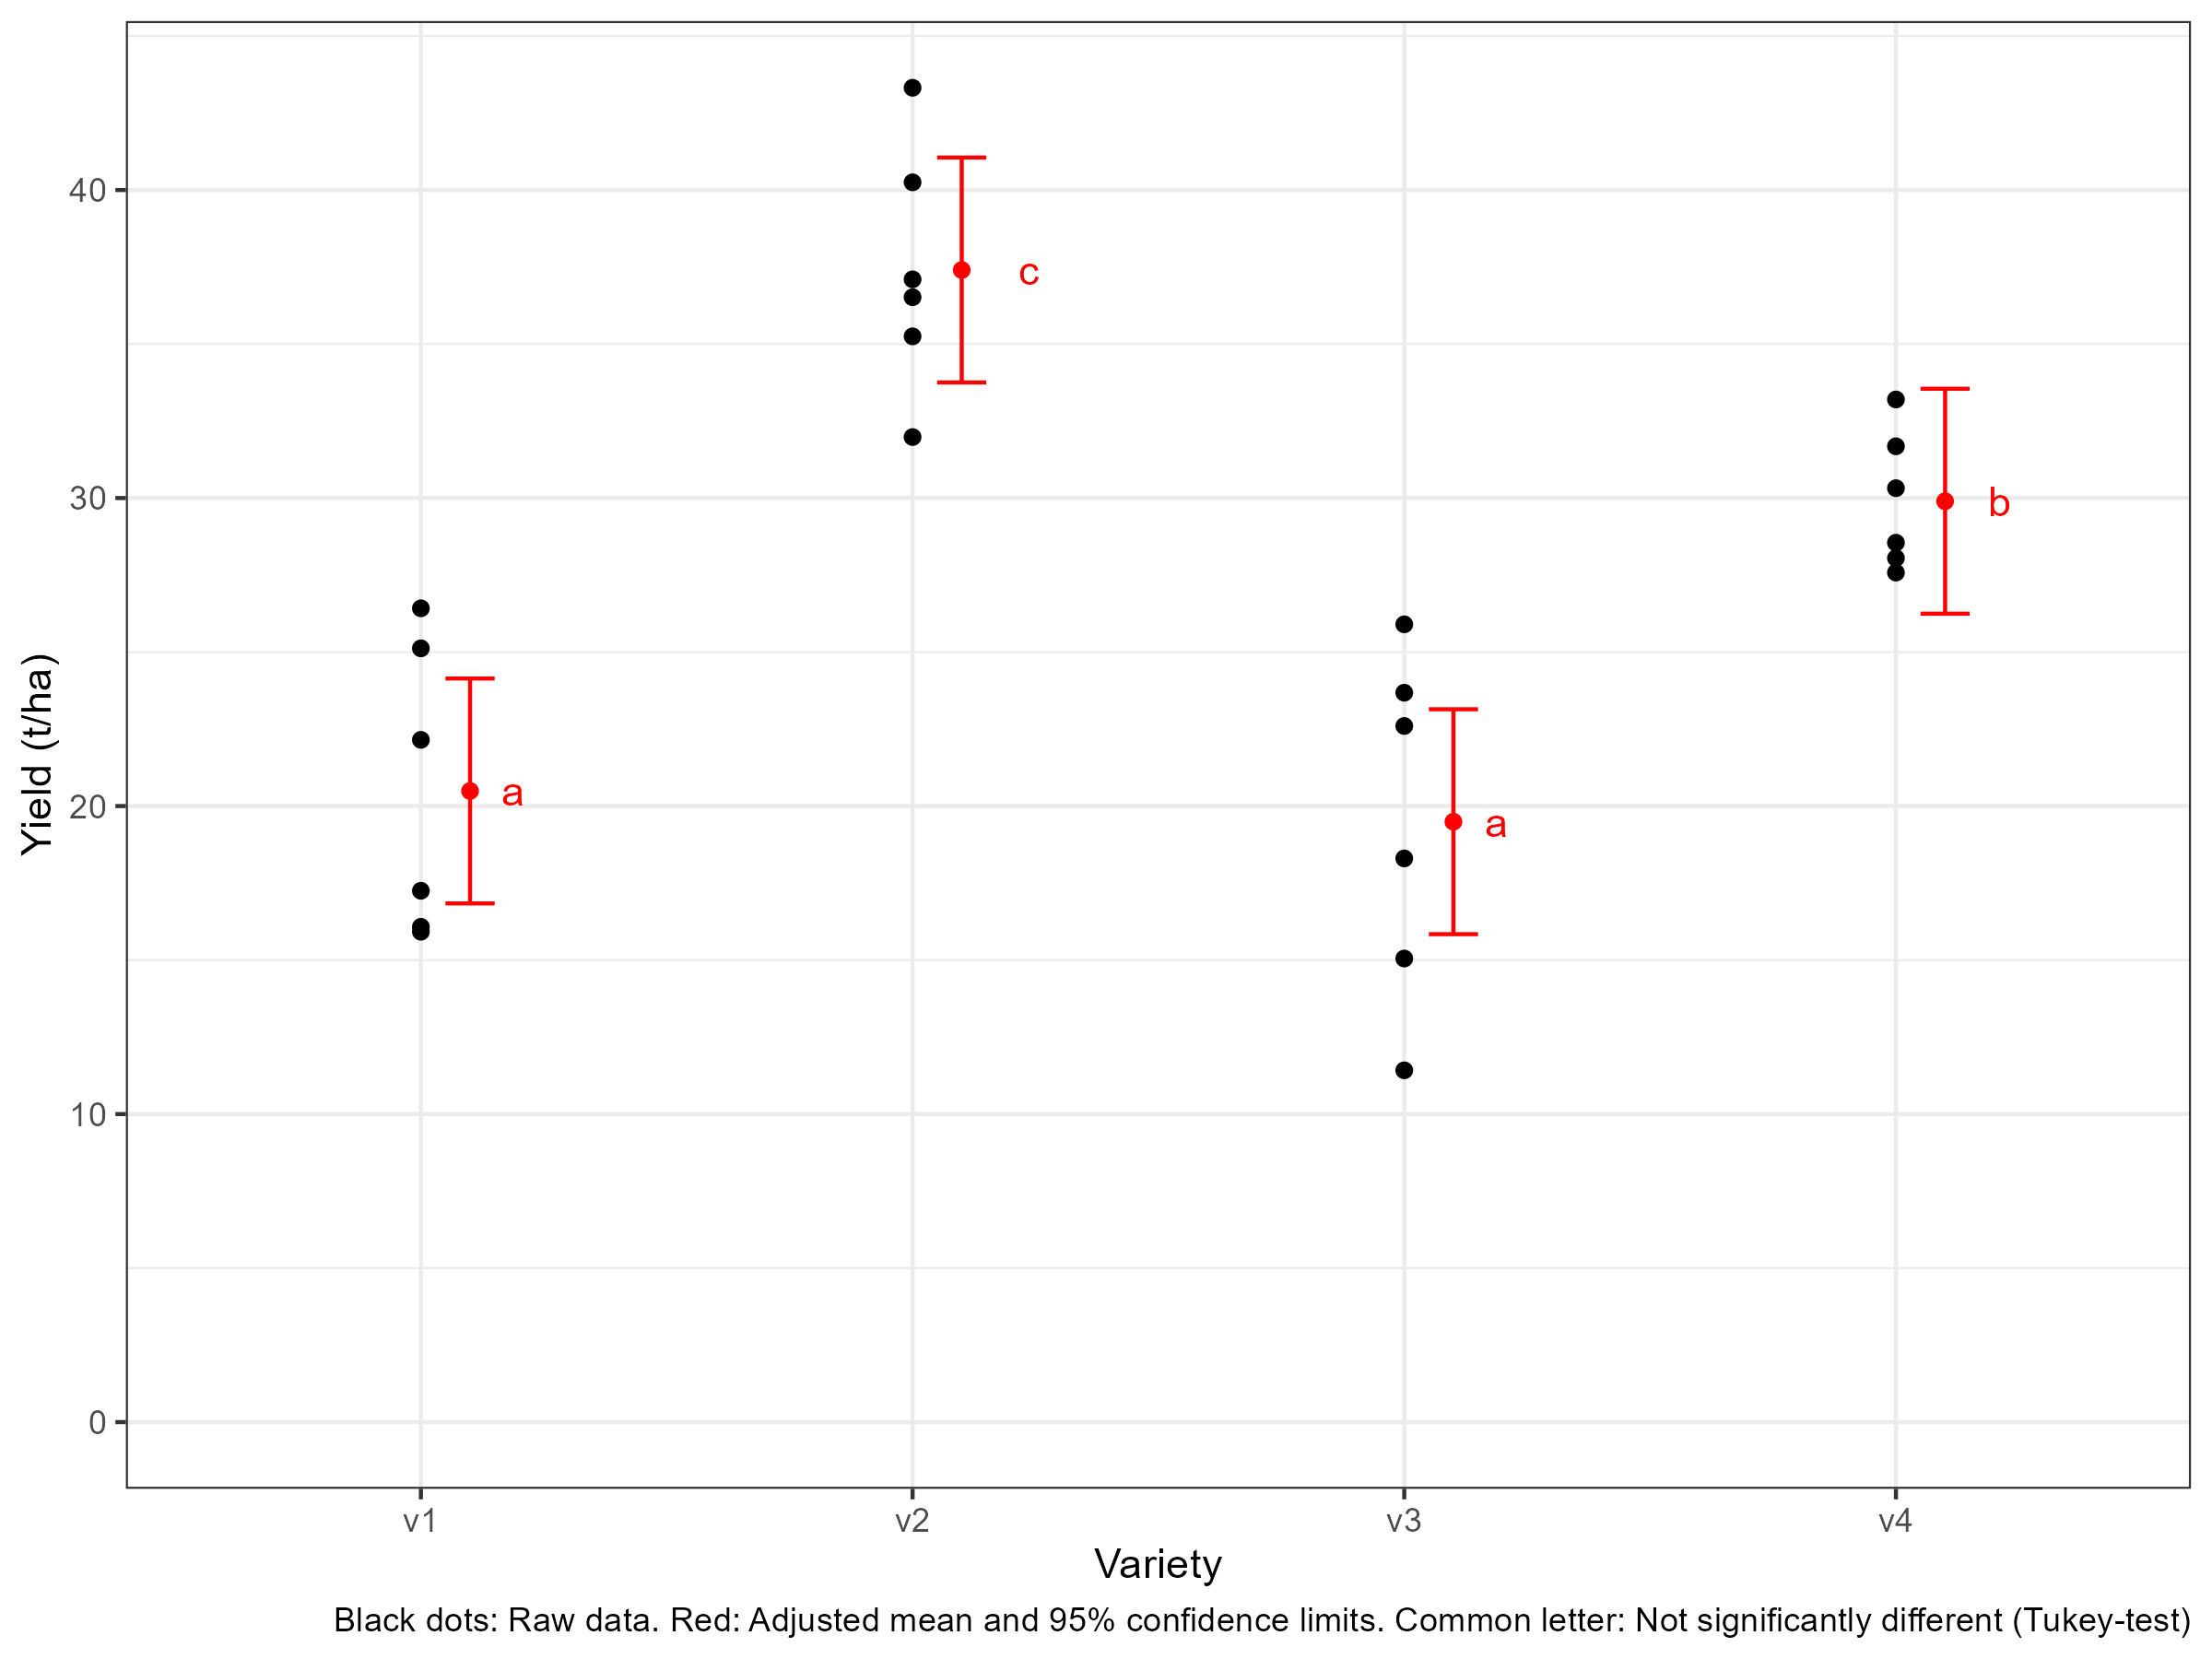 Yield (t/ha)
40
30
20
10
0
c
b
a
a
v1 v2 v3 v4
Variety
Black dots: Raw data. Red: Adjusted mean and 95% confidence limits. Common letter: Not significantly different (Tukey-test)